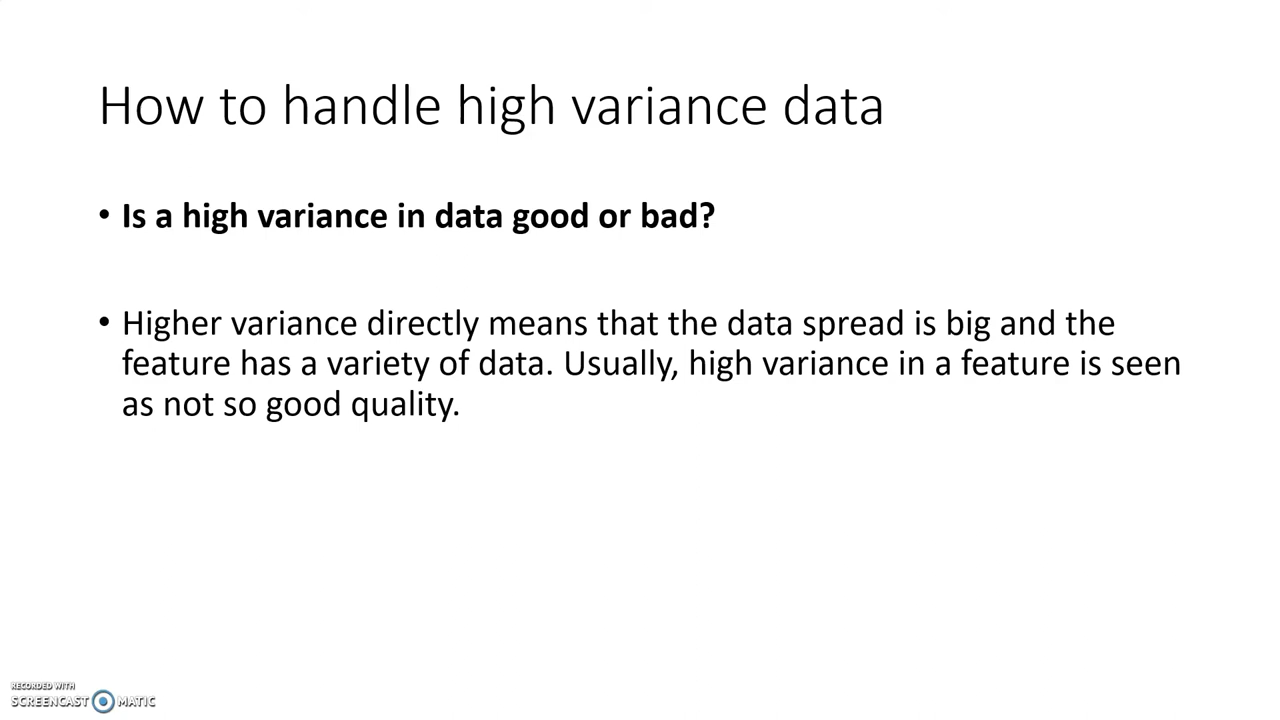 How to handle high variance data
• Is a high variance in data good or bad?
• Higher variance directly means that the data spread is big and the
feature has a variety of data. Usually, high variance in a feature is seen
as not so good quality.
RECORDED WITH
SCREENCAST MATIC